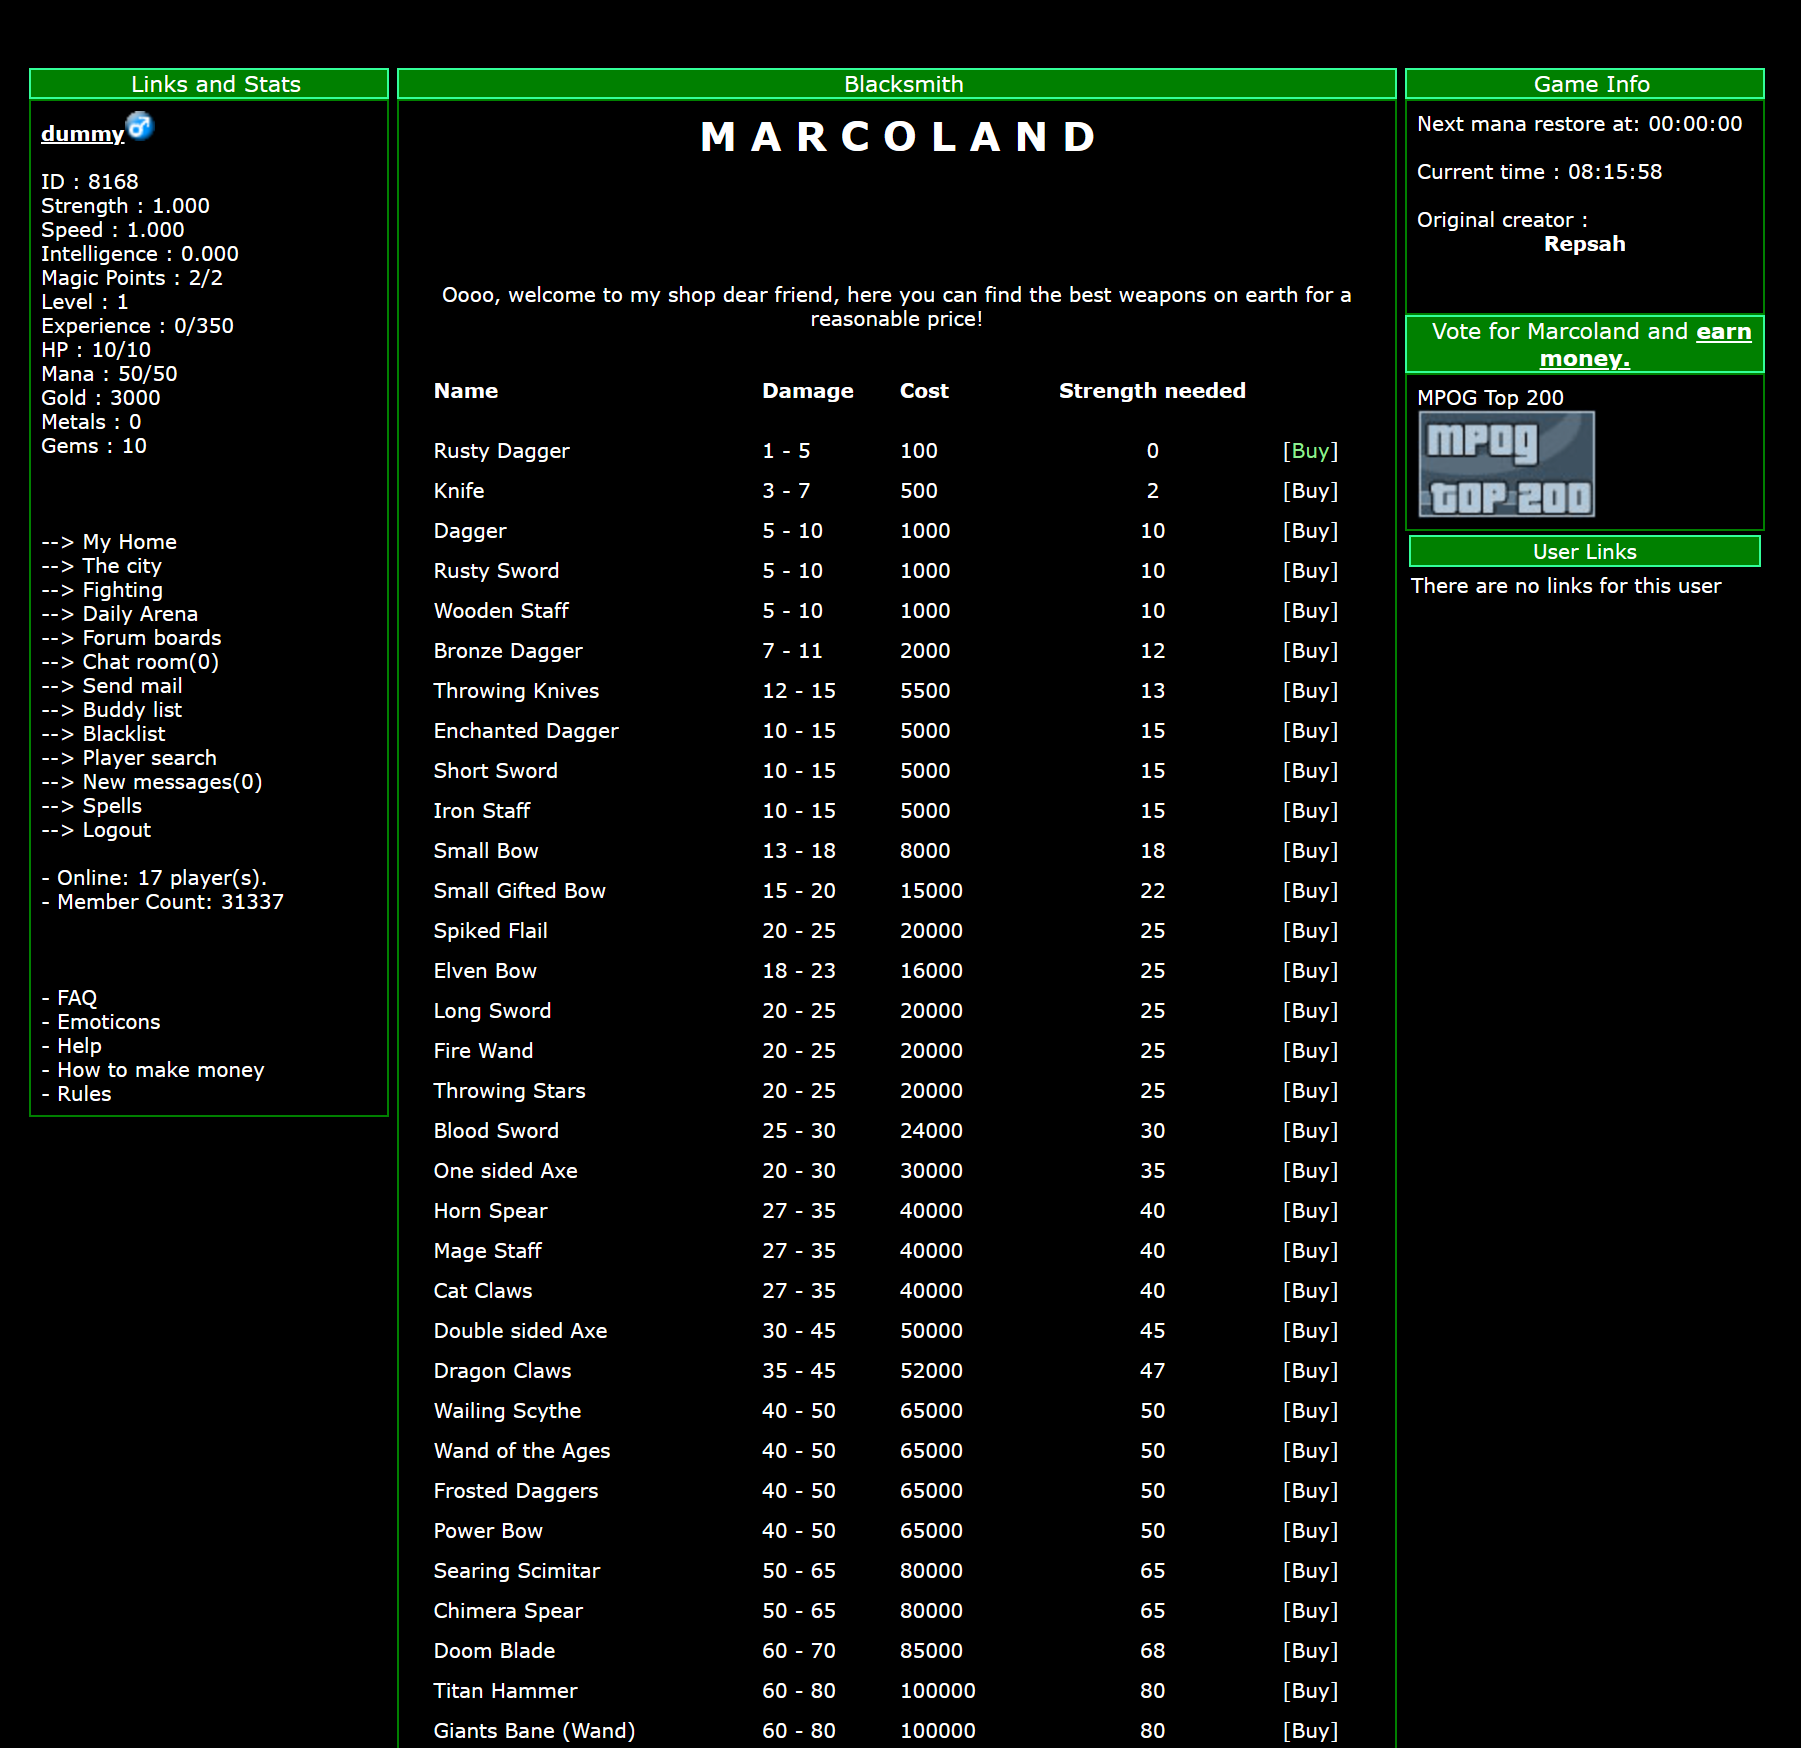 Links and Stats
dummy
ID : 8168
Strength : 1.000
Speed : 1.000
Intelligence : 0.000
Magic Points : 2/2
Level : 1
Experience : 0/350
HP : 10/10
Mana : 50/50
Gold : 3000
Metals : 0
Gems : 10
--> My Home
--> The city
--> Fighting
--> Daily Arena
--> Forum boards
--> Chat room(0)
--> Send mail
--> Buddy list
--> Blacklist
--> Player search
--> New messages(0)
--> Spells
--> Logout
- Online: 17 player(s).
- Member Count: 31337
- FAQ
- Emoticons
- Help
- How to make money
- Rules
Blacksmith
MARCOLAND
Oooo, welcome to my shop dear friend, here you can find the best weapons on earth for a
reasonable price!
Name Damage Cost Strength needed
Rusty Dagger 1 - 5 100 0 [Buy]
Knife 3 - 7 500 2 [Buy]
Dagger 5 - 10 1000 10 [Buy]
Rusty Sword 5 - 10 1000 10 [Buy]
Wooden Staff 5 - 10 1000 10 [Buy]
Bronze Dagger 7 - 11 2000 12 [Buy]
Throwing Knives 12 - 15 5500 13 [Buy]
Enchanted Dagger 10 - 15 5000 15 [Buy]
Short Sword 10 - 15 5000 15 [Buy]
Iron Staff 10 - 15 5000 15 [Buy]
Small Bow 13 - 18 8000 18 [Buy]
Small Gifted Bow 15 - 20 15000 22 [Buy]
Spiked Flail 20 - 25 20000 25 [Buy]
Elven Bow 18 - 23 16000 25 [Buy]
Long Sword 20 - 25 20000 25 [Buy]
Fire Wand 20 - 25 20000 25 [Buy]
Throwing Stars 20 - 25 20000 25 [Buy]
Blood Sword 25 - 30 24000 30 [Buy]
One sided Axe 20 - 30 30000 35 [Buy]
Horn Spear 27 - 35 40000 40 [Buy]
Mage Staff 27 - 35 40000 40 [Buy]
Cat Claws 27 - 35 40000 40 [Buy]
Double sided Axe 30 - 45 50000 45 [Buy]
Dragon Claws 35 - 45 52000 47 [Buy]
Wailing Scythe 40 - 50 65000 50 [Buy]
Wand of the Ages 40 - 50 65000 50 [Buy]
Frosted Daggers 40 - 50 65000 50 [Buy]
Power Bow 40 - 50 65000 50 [Buy]
Searing Scimitar 50 - 65 80000 65 [Buy]
Chimera Spear 50 - 65 80000 65 [Buy]
Doom Blade 60 - 70 85000 68 [Buy]
Titan Hammer 60 - 80 100000 80 [Buy]
Giants Bane (Wand) 60 - 80 100000 80 [Buy]
Game Info
Next mana restore at: 00:00:00
Current time : 08:15:58
Original creator :
Repsah
Vote for Marcoland and earn
money.
MPOG Top 200
mpog
TOP 200
User Links
There are no links for this user